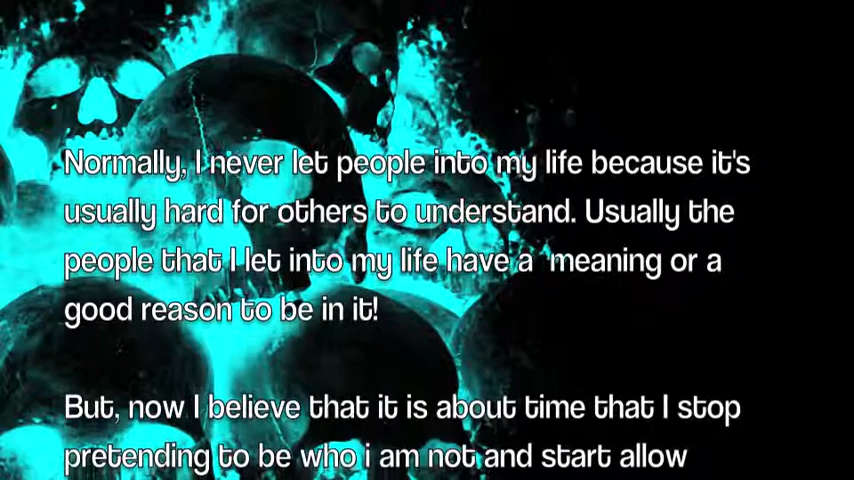 Normally, I never let people into my life because it's
usually hard for others to understand. Usually the
people that I let into my life have a 'meaning or a
good reason to be in it!
But, now I believe that it is about time that I stop
pretending to be who i am not and start allow